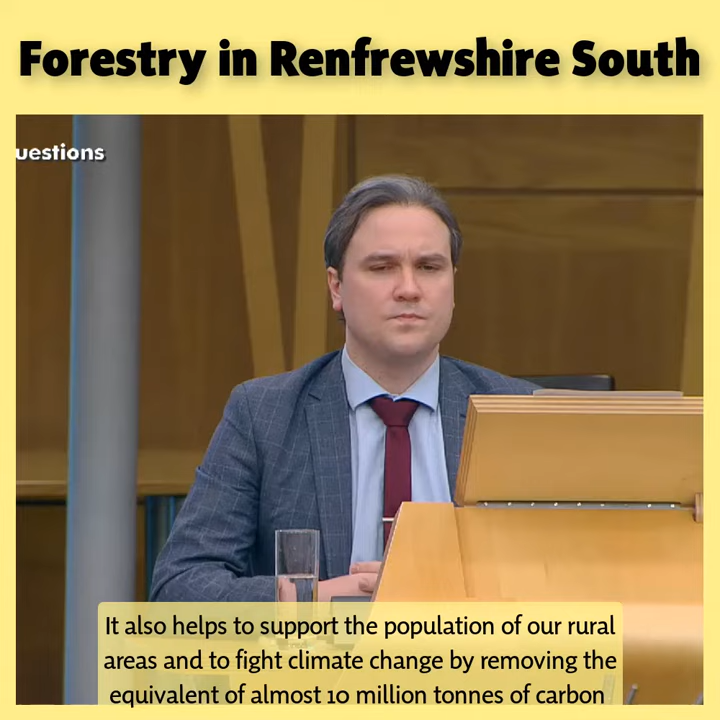 Forestry in Renfrewshire South
uestions
It also helps to support the population of our rural
areas and to fight climate change by removing the
equivalent of almost 10 million tonnes of carbon